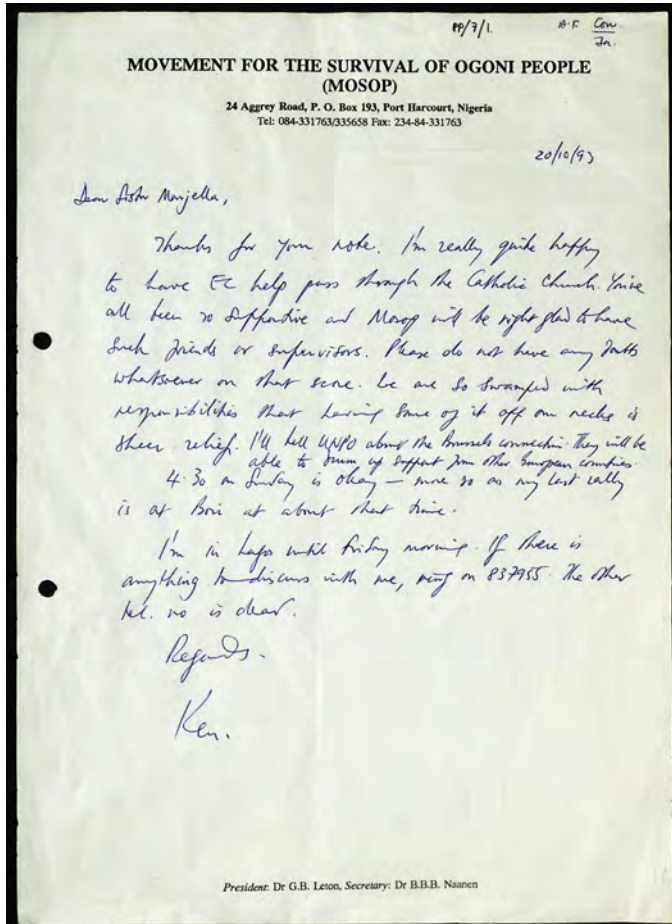 PP/7/1.
A.F. Con
In.
MOVEMENT FOR THE SURVIVAL OF OGONI PEOPLE
(MOSOP)
24 Aggrey Road, P. O. Box 193, Port Harcourt, Nigeria
Tel: 084-331763/335658 Fax: 234-84-331763
20/10/93
Dear Sister Marjella,
Thanks for your note. I'm really quite happy
to have EC help pass through the Catholic Church. You've
all been so supportive and Mosop will be right glad to have
such friends or supervisors. Please do not have any doubts
whatsoever on that score. We are so swamped with
responsibilities that having some of it off our necks is
sheer relief. I'll tell UNPO about the Brussels connection. They will be
able to drum up support from other European countries.
4.30 on Sunday is okay – more so as my last rally
is at Bori at about that time.
I'm in Lagos until Friday morning. If there is
anything to discuss with me, ring on 837955. The other
tel. no is dead.
Regards.
Ken.
President: Dr G.B. Leton, Secretary: Dr B.B.B. Naanen